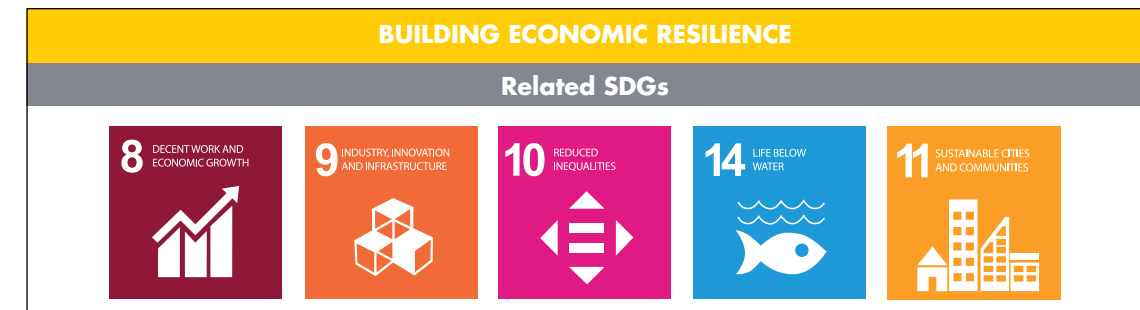 BUILDING ECONOMIC RESILIENCE
Related SDGs
8 DECENT WORK AND
ECONOMIC GROWTH
9 INDUSTRY, INNOVATION
AND INFRASTRUCTURE
10 REDUCED
INEQUALITIES
14 LIFE BELOW
WATER
11 SUSTAINABLE CITIES
AND COMMUNITIES